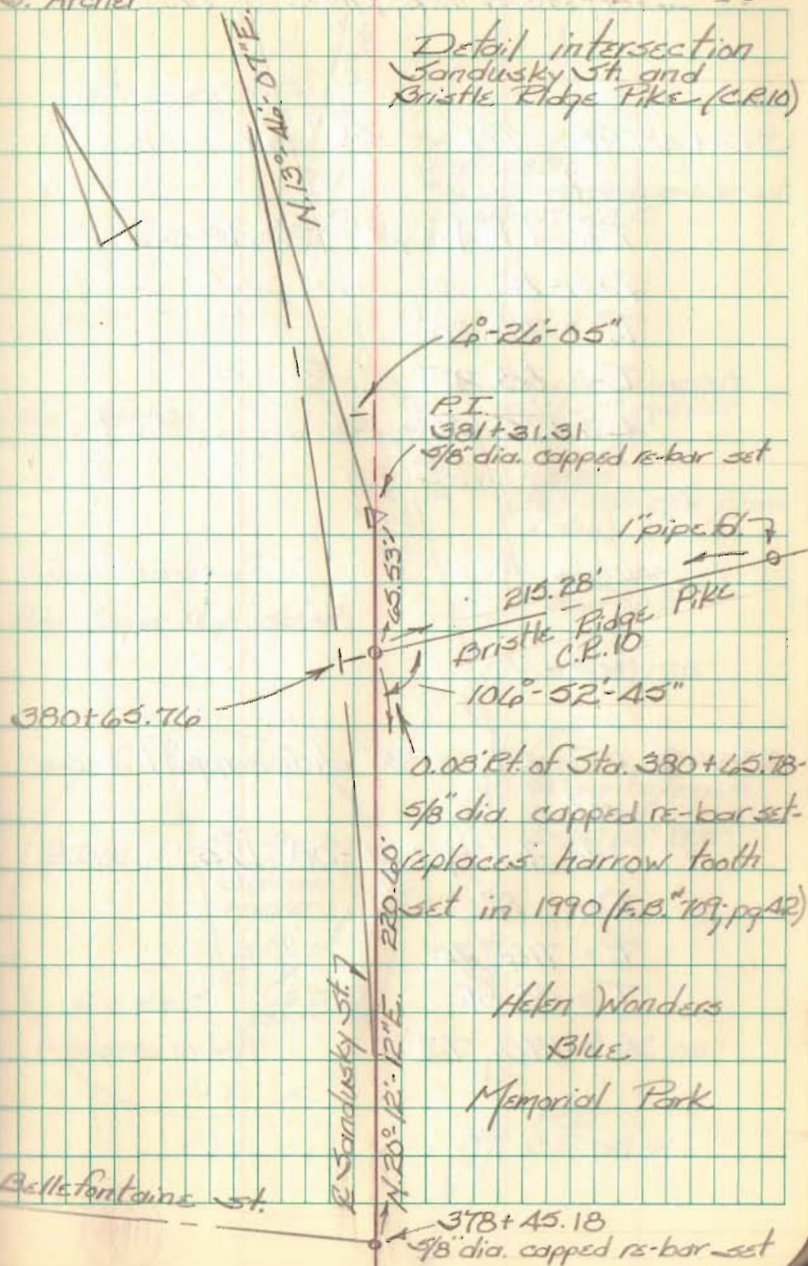 S. Archer
Detail intersection
Sandusky St. and
Bristle Ridge Pike (C.R.10)
N.13°-46'-07"E.
6°-26'-05"
P.I.
381+31.31
5/8" dia. capped re-bar set
1" pipe fd.
65.53'
215.28'
Bristle Ridge Pike
C.R.10
106°-52'-45"
380+65.76
0.08' Rt. of Sta. 380+65.78-
5/8" dia. capped re-bar set-
replaces harrow tooth
set in 1990 (F.B.#709; pg 42)
220.60'
Helen Wonders
Blue
Memorial Park
℄ Sandusky St.
N.20°-12'-12"E.
Bellefontaine St.
378+45.18
5/8" dia. capped re-bar set